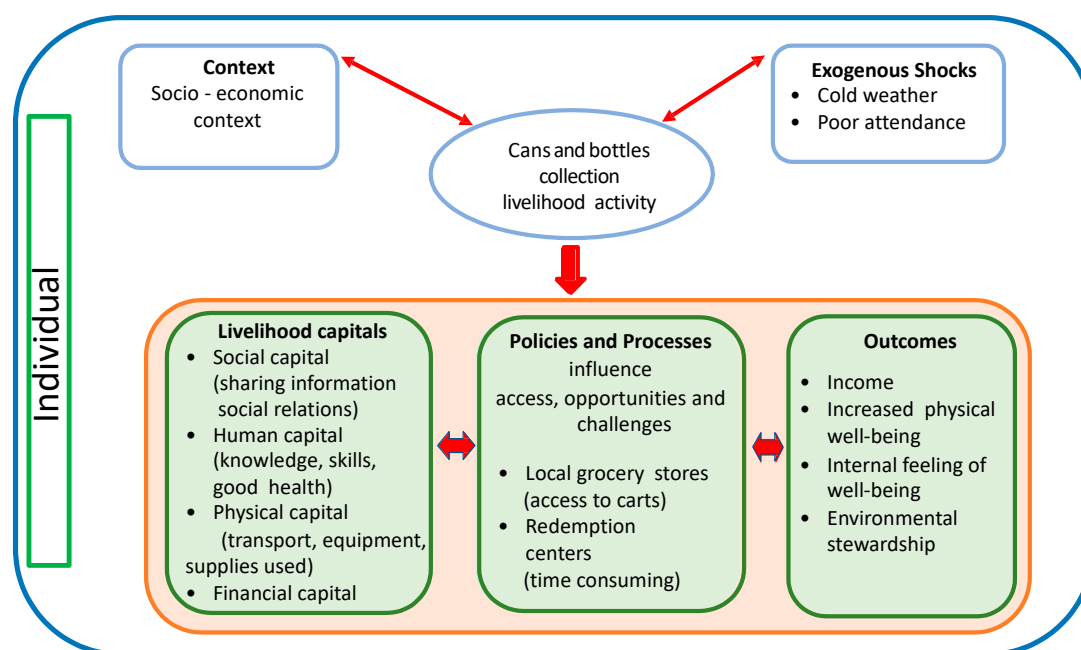 Context
Socio - economic
context
Exogenous Shocks
• Cold weather
• Poor attendance
Cans and bottles
collection
livelihood activity
Individual
Livelihood capitals
• Social capital
(sharing information
social relations)
• Human capital
(knowledge, skills,
good health)
• Physical capital
(transport, equipment,
supplies used)
• Financial capital
Policies and Processes
influence
access, opportunities and
challenges
• Local grocery stores
(access to carts)
• Redemption
centers
(time consuming)
Outcomes
• Income
• Increased physical
well-being
• Internal feeling of
well-being
• Environmental
stewardship